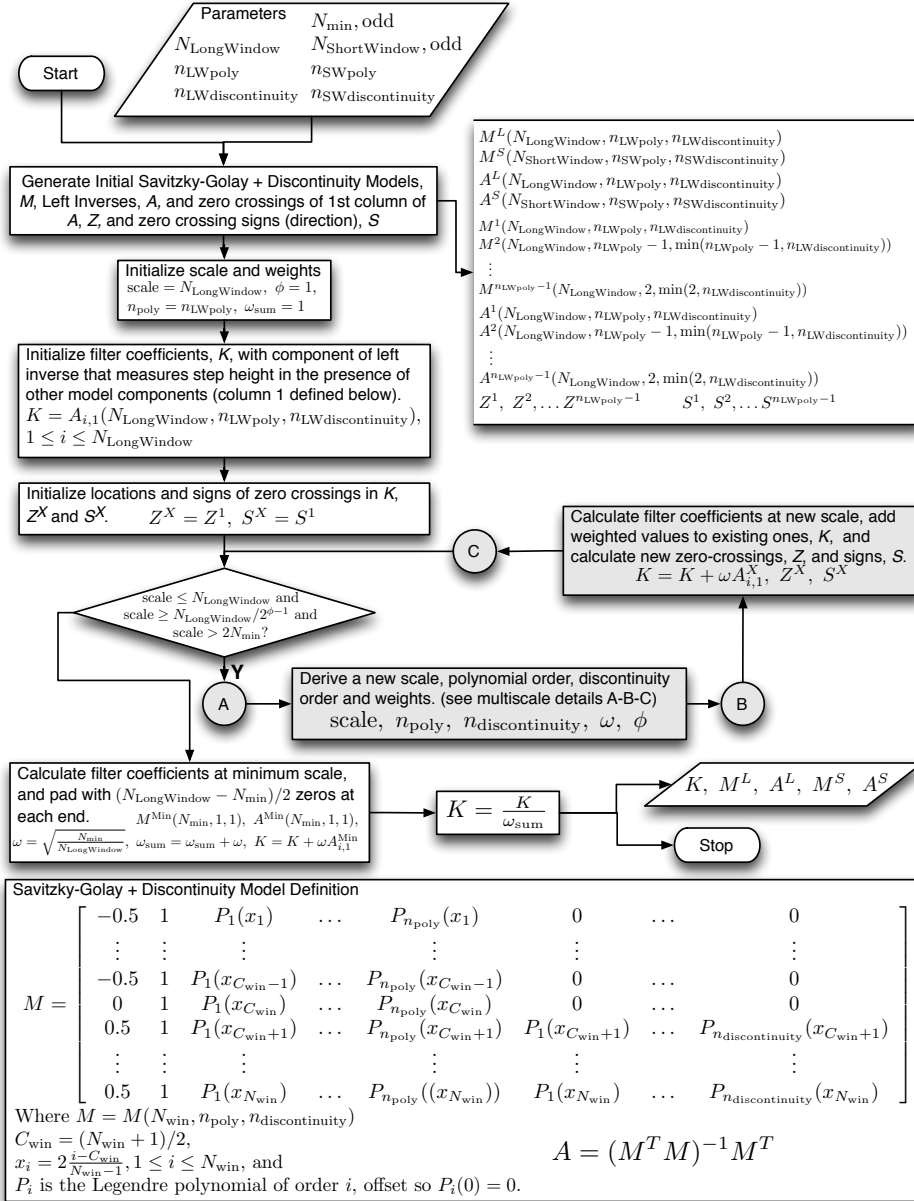 Parameters
N_min, odd
N_LongWindow N_ShortWindow, odd
n_LWpoly n_SWpoly
n_LWdiscontinuity n_SWdiscontinuity
Start
Generate Initial Savitzky-Golay + Discontinuity Models,
M, Left Inverses, A, and zero crossings of 1st column of
A, Z, and zero crossing signs (direction), S
M^L(N_LongWindow, n_LWpoly, n_LWdiscontinuity)
M^S(N_ShortWindow, n_SWpoly, n_SWdiscontinuity)
A^L(N_LongWindow, n_LWpoly, n_LWdiscontinuity)
A^S(N_ShortWindow, n_SWpoly, n_SWdiscontinuity)
M^1(N_LongWindow, n_LWpoly, n_LWdiscontinuity)
M^2(N_LongWindow, n_LWpoly − 1, min(n_LWpoly − 1, n_LWdiscontinuity))
⋮
M^{n_LWpoly−1}(N_LongWindow, 2, min(2, n_LWdiscontinuity))
A^1(N_LongWindow, n_LWpoly, n_LWdiscontinuity)
A^2(N_LongWindow, n_LWpoly − 1, min(n_LWpoly − 1, n_LWdiscontinuity))
⋮
A^{n_LWpoly−1}(N_LongWindow, 2, min(2, n_LWdiscontinuity))
Z^1, Z^2, … Z^{n_LWpoly−1} S^1, S^2, … S^{n_LWpoly−1}
Initialize scale and weights
scale = N_LongWindow, ϕ = 1,
n_poly = n_LWpoly, ω_sum = 1
Initialize filter coefficients, K, with component of left
inverse that measures step height in the presence of
other model components (column 1 defined below).
K = A_{i,1}(N_LongWindow, n_LWpoly, n_LWdiscontinuity),
1 ≤ i ≤ N_LongWindow
Initialize locations and signs of zero crossings in K,
Z^X and S^X. Z^X = Z^1, S^X = S^1
C
Calculate filter coefficients at new scale, add
weighted values to existing ones, K, and
calculate new zero-crossings, Z, and signs, S.
K = K + ωA^X_{i,1}, Z^X, S^X
scale ≤ N_LongWindow and
scale ≥ N_LongWindow/2^{ϕ−1} and
scale > 2N_min?
Y
A
Derive a new scale, polynomial order, discontinuity
order and weights. (see multiscale details A-B-C)
scale, n_poly, n_discontinuity, ω, ϕ
B
Calculate filter coefficients at minimum scale,
and pad with (N_LongWindow − N_min)/2 zeros at
each end. M^Min(N_min, 1, 1), A^Min(N_min, 1, 1),
ω = √(N_min/N_LongWindow), ω_sum = ω_sum + ω, K = K + ωA^Min_{i,1}
K = K/ω_sum
K, M^L, A^L, M^S, A^S
Stop
Savitzky-Golay + Discontinuity Model Definition
−0.5 1 P_1(x_1) … P_{n_poly}(x_1) 0 … 0
⋮ ⋮ ⋮ ⋮ ⋮ ⋮
−0.5 1 P_1(x_{C_win−1}) … P_{n_poly}(x_{C_win−1}) 0 … 0
M = 0 1 P_1(x_{C_win}) … P_{n_poly}(x_{C_win}) 0 … 0
0.5 1 P_1(x_{C_win+1}) … P_{n_poly}(x_{C_win+1}) P_1(x_{C_win+1}) … P_{n_discontinuity}(x_{C_win+1})
⋮ ⋮ ⋮ ⋮ ⋮ ⋮
0.5 1 P_1(x_{N_win}) … P_{n_poly}((x_{N_win})) P_1(x_{N_win}) … P_{n_discontinuity}(x_{N_win})
Where M = M(N_win, n_poly, n_discontinuity)
C_win = (N_win + 1)/2,
x_i = 2(i−C_win)/(N_win−1), 1 ≤ i ≤ N_win, and
A = (M^T M)^{−1} M^T
P_i is the Legendre polynomial of order i, offset so P_i(0) = 0.